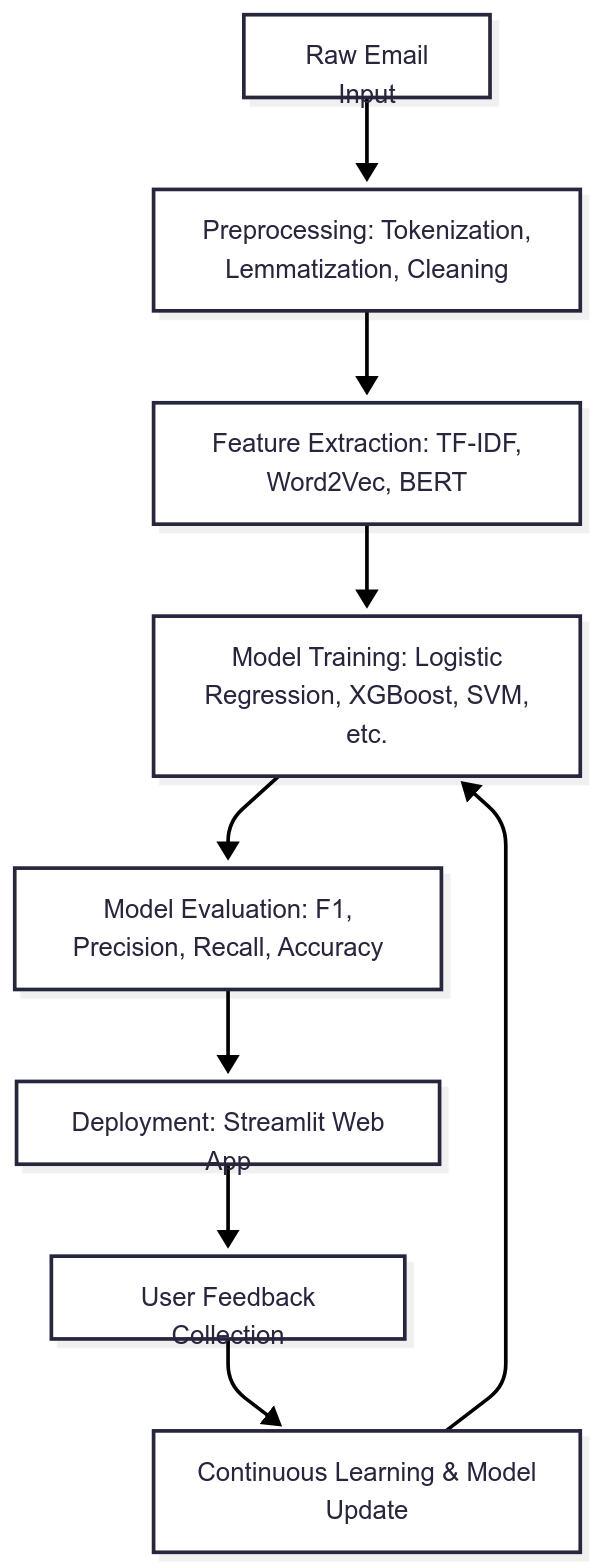 Raw Email
Input
Preprocessing: Tokenization,
Lemmatization, Cleaning
Feature Extraction: TF-IDF,
Word2Vec, BERT
Model Training: Logistic
Regression, XGBoost, SVM,
etc.
Model Evaluation: F1,
Precision, Recall, Accuracy
Deployment: Streamlit Web
App
User Feedback
Collection
Continuous Learning & Model
Update